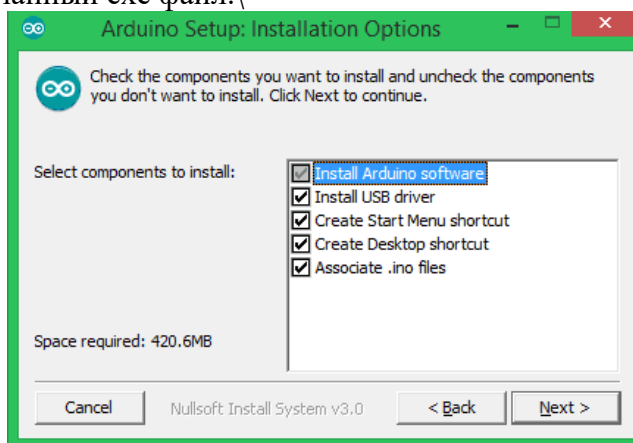 exe файл.\
Arduino Setup: Installation Options
Check the components you want to install and uncheck the components
you don't want to install. Click Next to continue.
Select components to install:
Install Arduino software
Install USB driver
Create Start Menu shortcut
Create Desktop shortcut
Associate .ino files
Space required: 420.6MB
Cancel
Nullsoft Install System v3.0
< Back
Next >